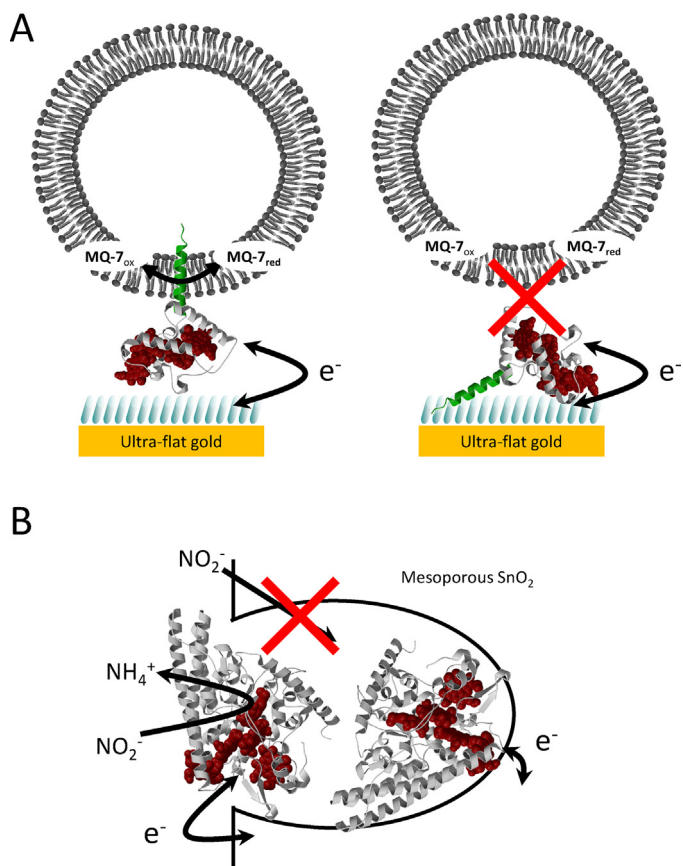 A
MQ-7ox MQ-7red
e-
Ultra-flat gold
MQ-7ox MQ-7red
e-
Ultra-flat gold
B
NO2-
Mesoporous SnO2
NH4+
NO2-
e-
e-